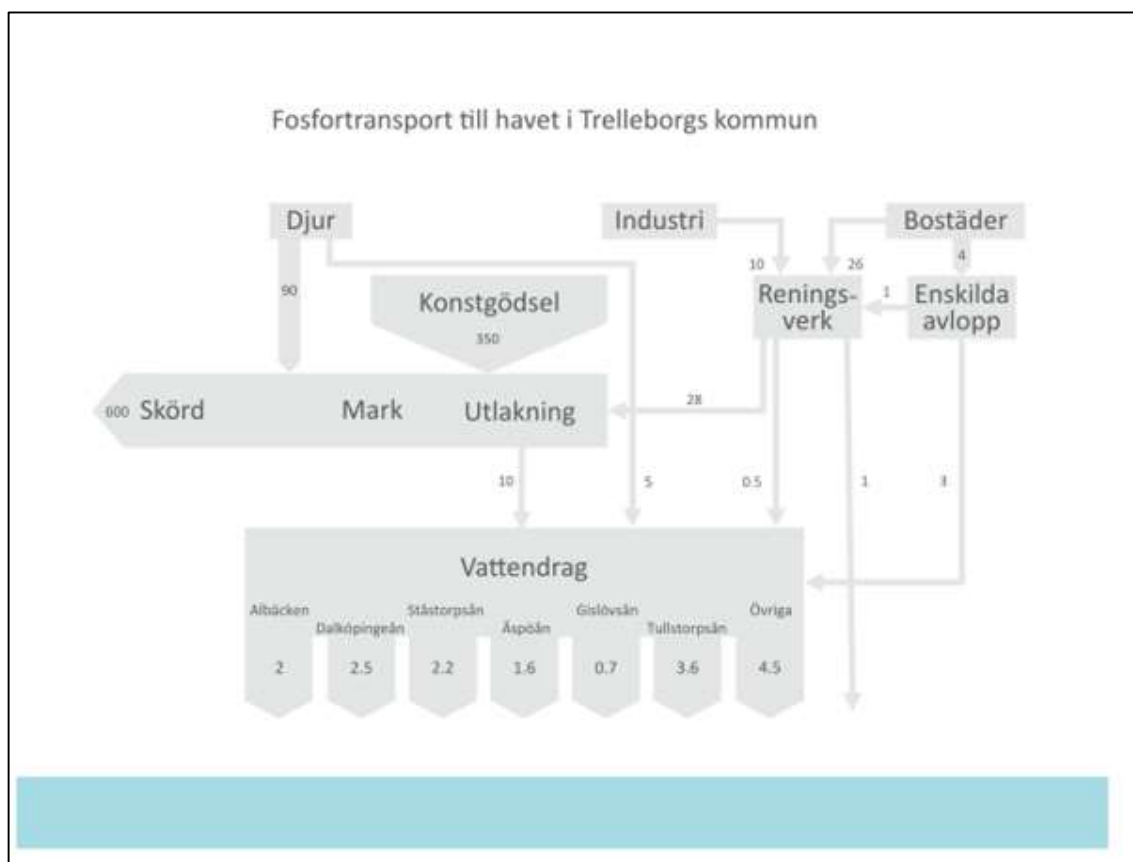 Fosfortransport till havet i Trelleborgs kommun
Djur
Industri
Bostäder
90
10
26
4
Konstgödsel
350
Renings-
verk
1
Enskilda
avlopp
600
Skörd
Mark
Utlakning
28
10
5
0.5
1
3
Vattendrag
Albäcken
Dalköpingeån
Ståstorpsån
Äspöån
Gislövsån
Tullstorpsån
Övriga
2
2.5
2.2
1.6
0.7
3.6
4.5